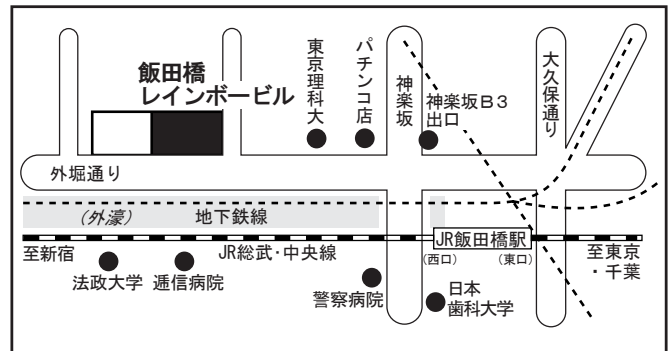 飯田橋
レインボービル
東京理科大
パチンコ店
神楽坂
神楽坂B3
出口
大久保通り
外堀通り
(外濠)
地下鉄線
JR飯田橋駅
(西口)
(東口)
至新宿
JR総武･中央線
至東京
・千葉
法政大学
逓信病院
警察病院
日本
歯科大学